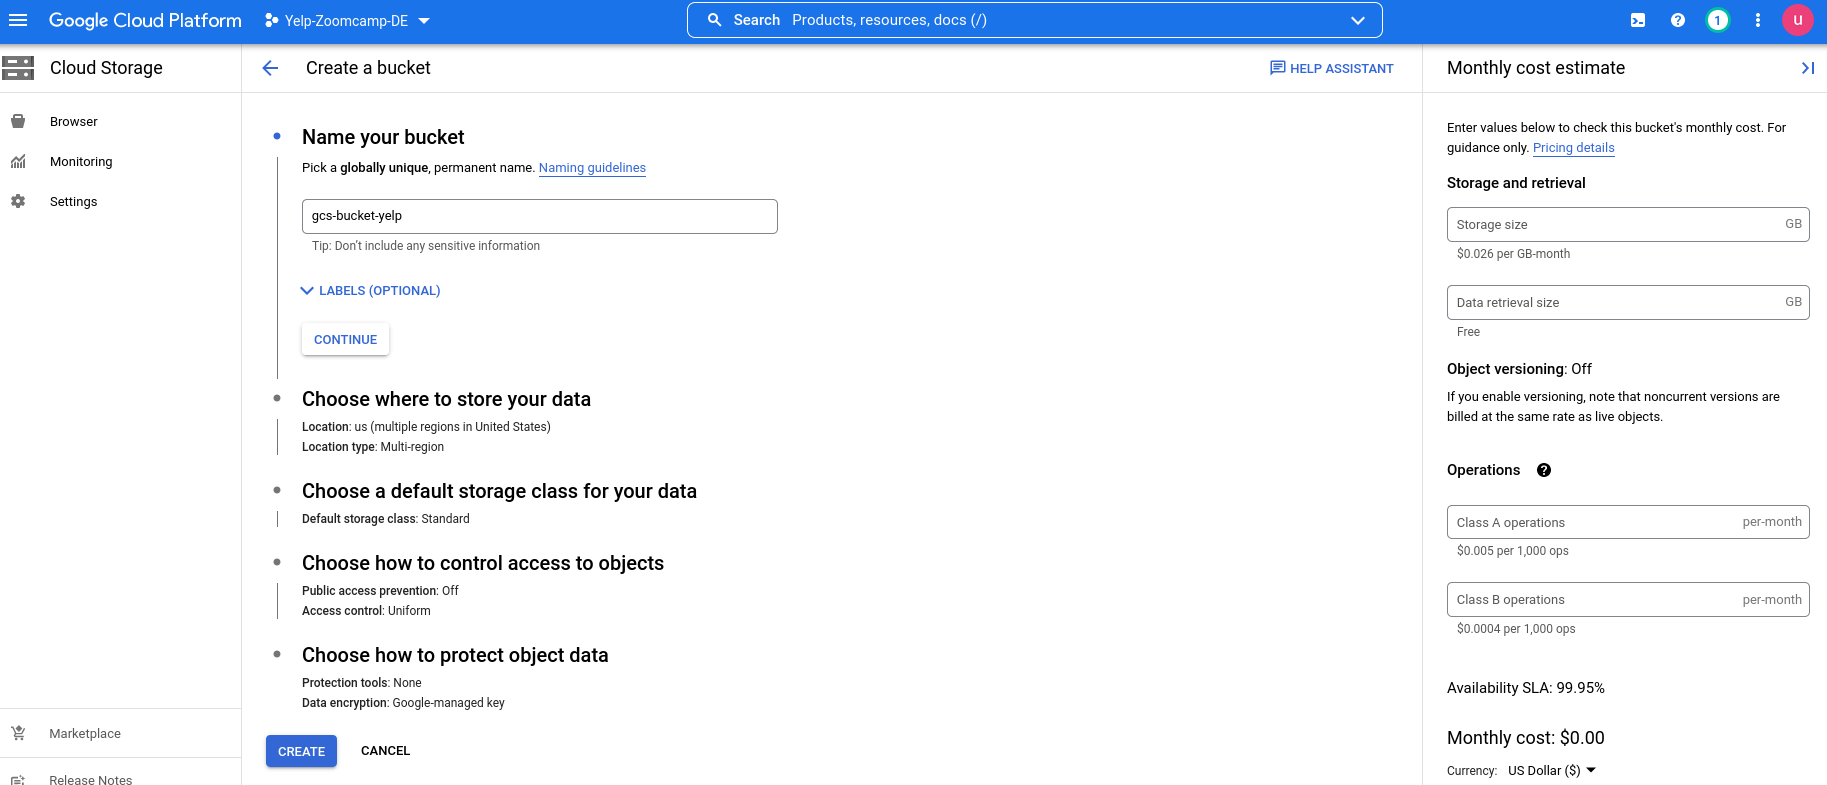 Google Cloud Platform
Yelp-Zoomcamp-DE
Search Products, resources, docs (/)
1
u
Cloud Storage
Browser
Monitoring
Settings
Marketplace
Release Notes
Create a bucket
HELP ASSISTANT
Name your bucket
Pick a globally unique, permanent name. Naming guidelines
gcs-bucket-yelp
Tip: Don't include any sensitive information
LABELS (OPTIONAL)
CONTINUE
Choose where to store your data
Location: us (multiple regions in United States)
Location type: Multi-region
Choose a default storage class for your data
Default storage class: Standard
Choose how to control access to objects
Public access prevention: Off
Access control: Uniform
Choose how to protect object data
Protection tools: None
Data encryption: Google-managed key
CREATE
CANCEL
Monthly cost estimate
Enter values below to check this bucket's monthly cost. For
guidance only. Pricing details
Storage and retrieval
Storage size GB
$0.026 per GB-month
Data retrieval size GB
Free
Object versioning: Off
If you enable versioning, note that noncurrent versions are
billed at the same rate as live objects.
Operations ?
Class A operations per-month
$0.005 per 1,000 ops
Class B operations per-month
$0.0004 per 1,000 ops
Availability SLA: 99.95%
Monthly cost: $0.00
Currency: US Dollar ($)